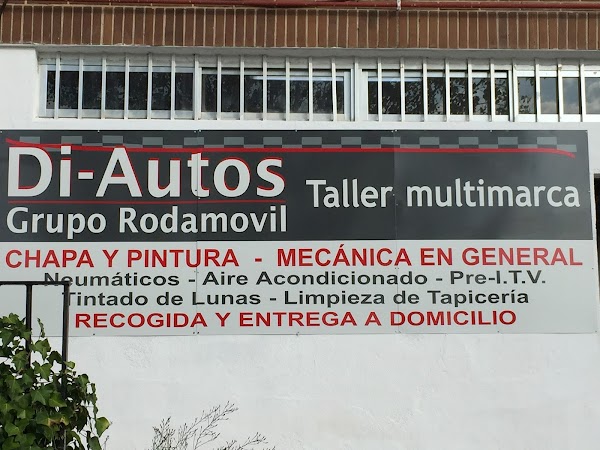 Di-Autos
Grupo Rodamovil
Taller multimarca
CHAPA Y PINTURA - MECÁNICA EN GENERAL
Neumáticos - Aire Acondicionado - Pre-I.T.V.
Tintado de Lunas - Limpieza de Tapicería
RECOGIDA Y ENTREGA A DOMICILIO